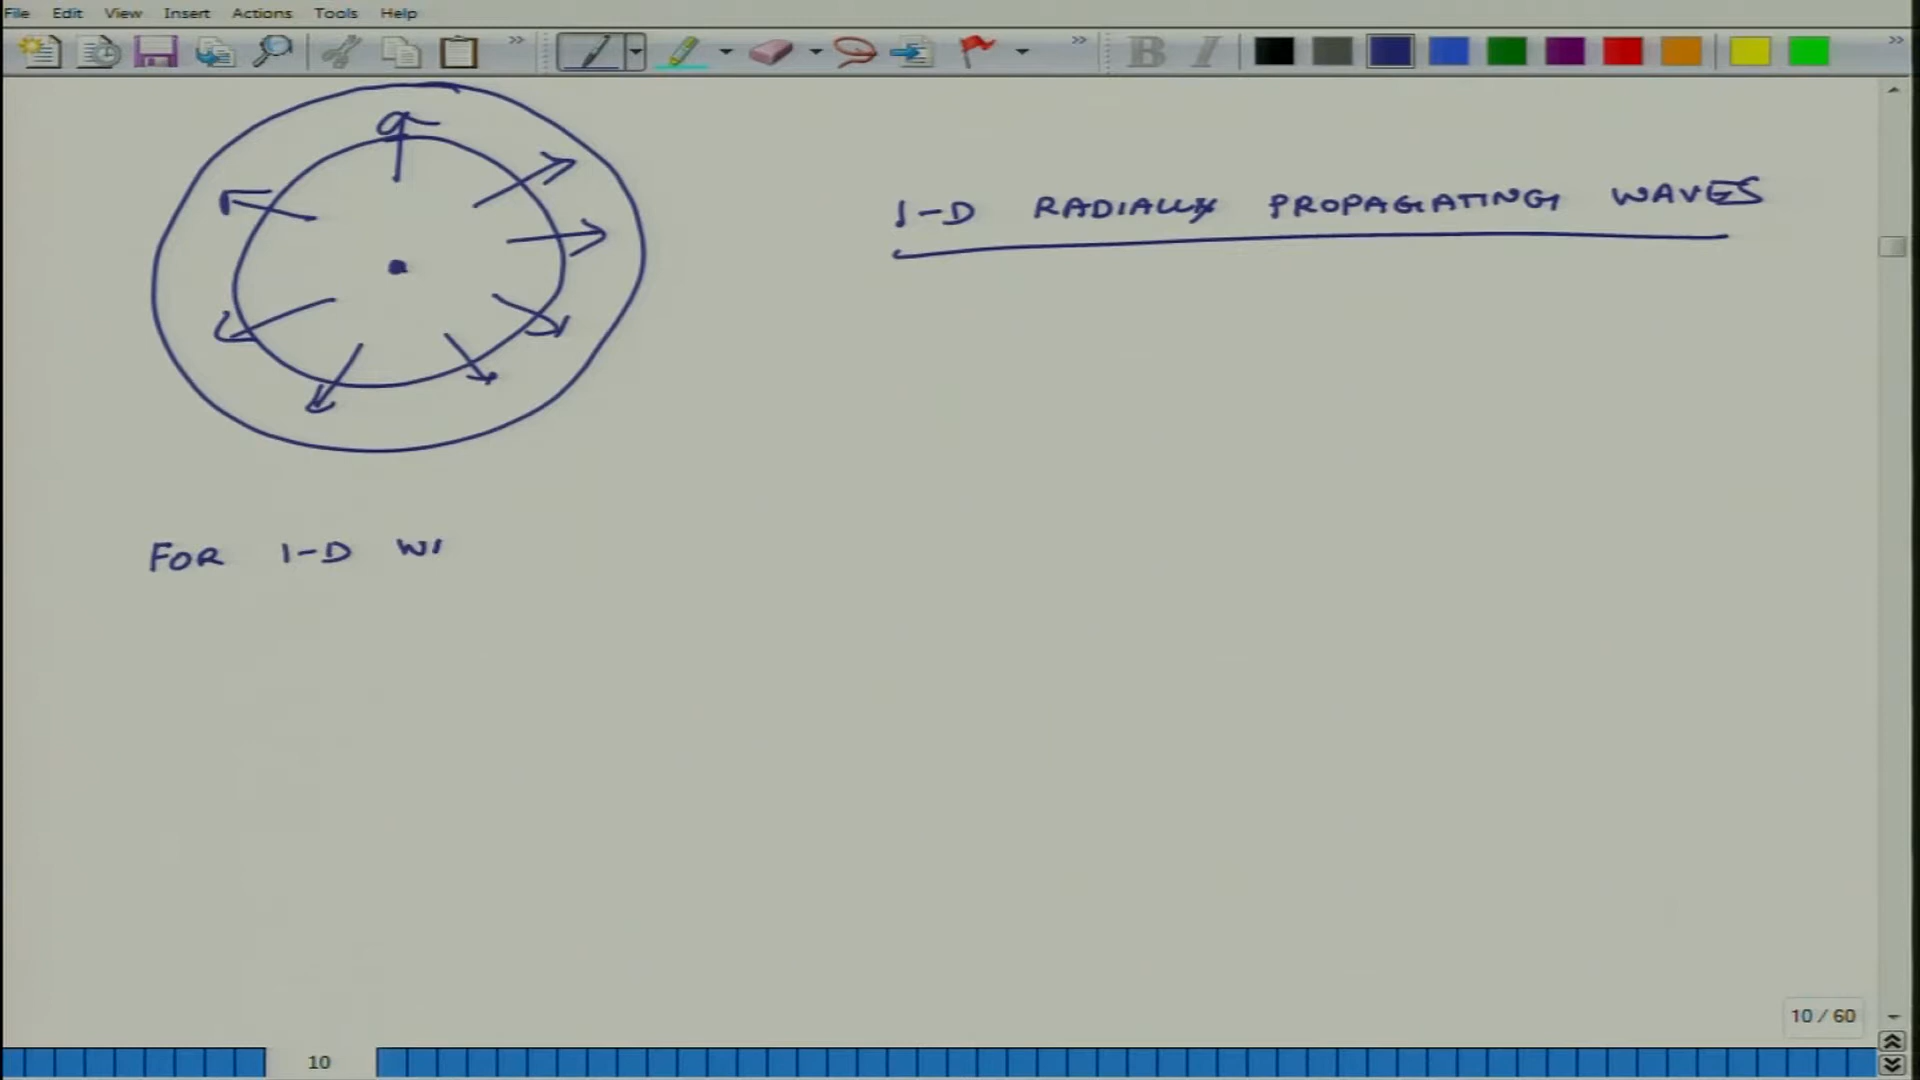 File Edit View Insert Actions Tools Help
B I
1-D RADIALLY PROPAGATING WAVES
FOR 1-D W
10 / 60
10